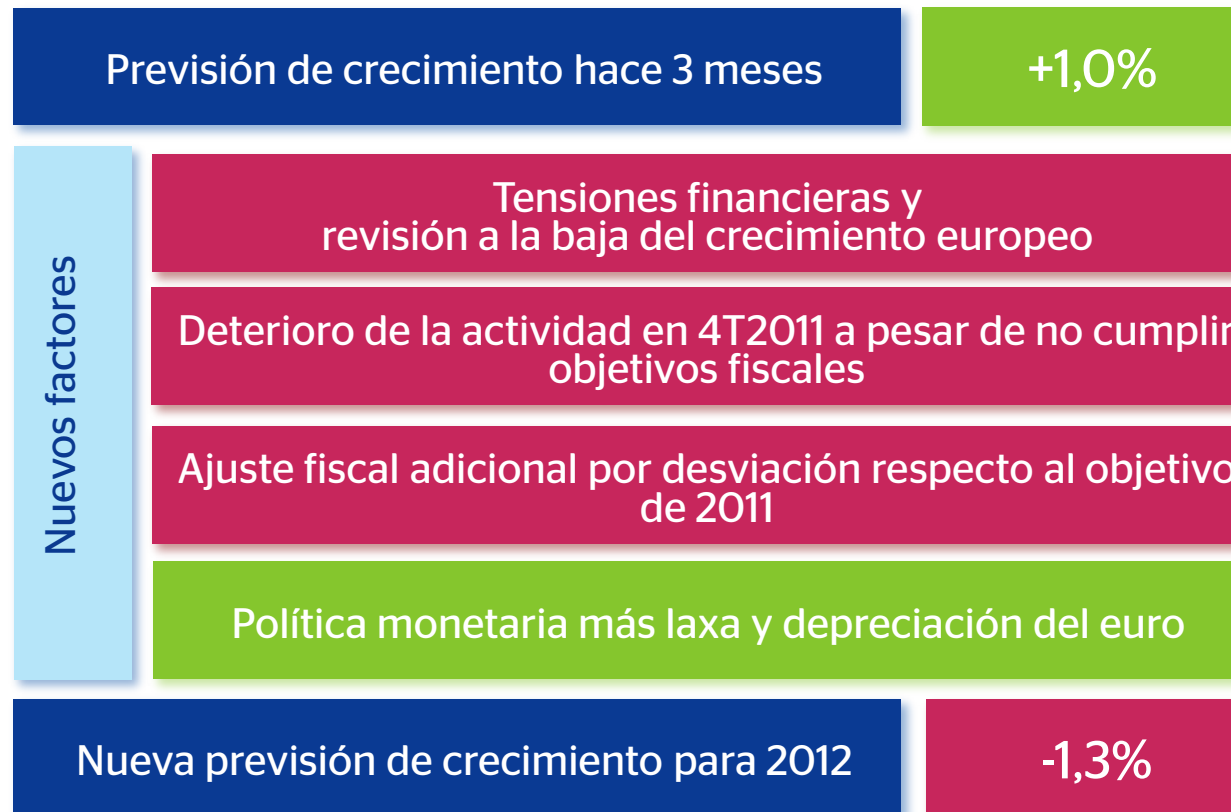 Previsión de crecimiento hace 3 meses
+1,0%
Nuevos factores
Tensiones financieras y
revisión a la baja del crecimiento europeo
Deterioro de la actividad en 4T2011 a pesar de no cumplir
objetivos fiscales
Ajuste fiscal adicional por desviación respecto al objetivo
de 2011
Política monetaria más laxa y depreciación del euro
Nueva previsión de crecimiento para 2012
-1,3%